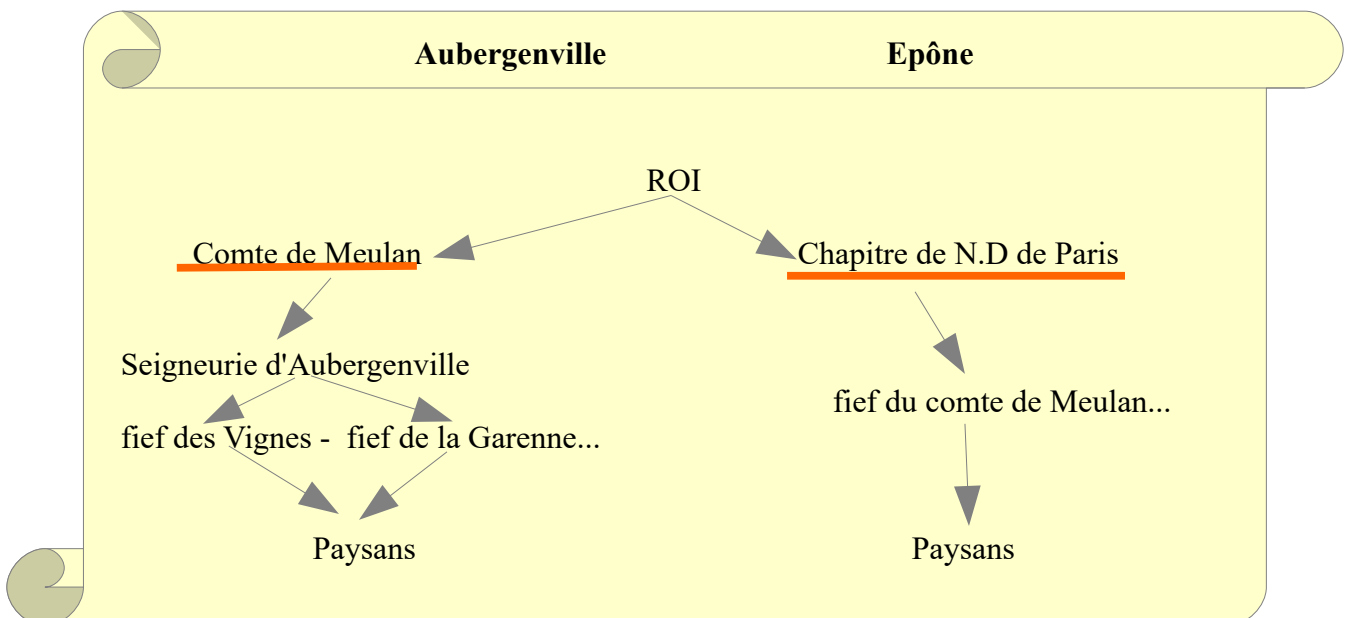 Aubergenville Epône
ROI
Comte de Meulan Chapitre de N.D de Paris
Seigneurie d'Aubergenville
fief du comte de Meulan...
fief des Vignes - fief de la Garenne...
Paysans Paysans